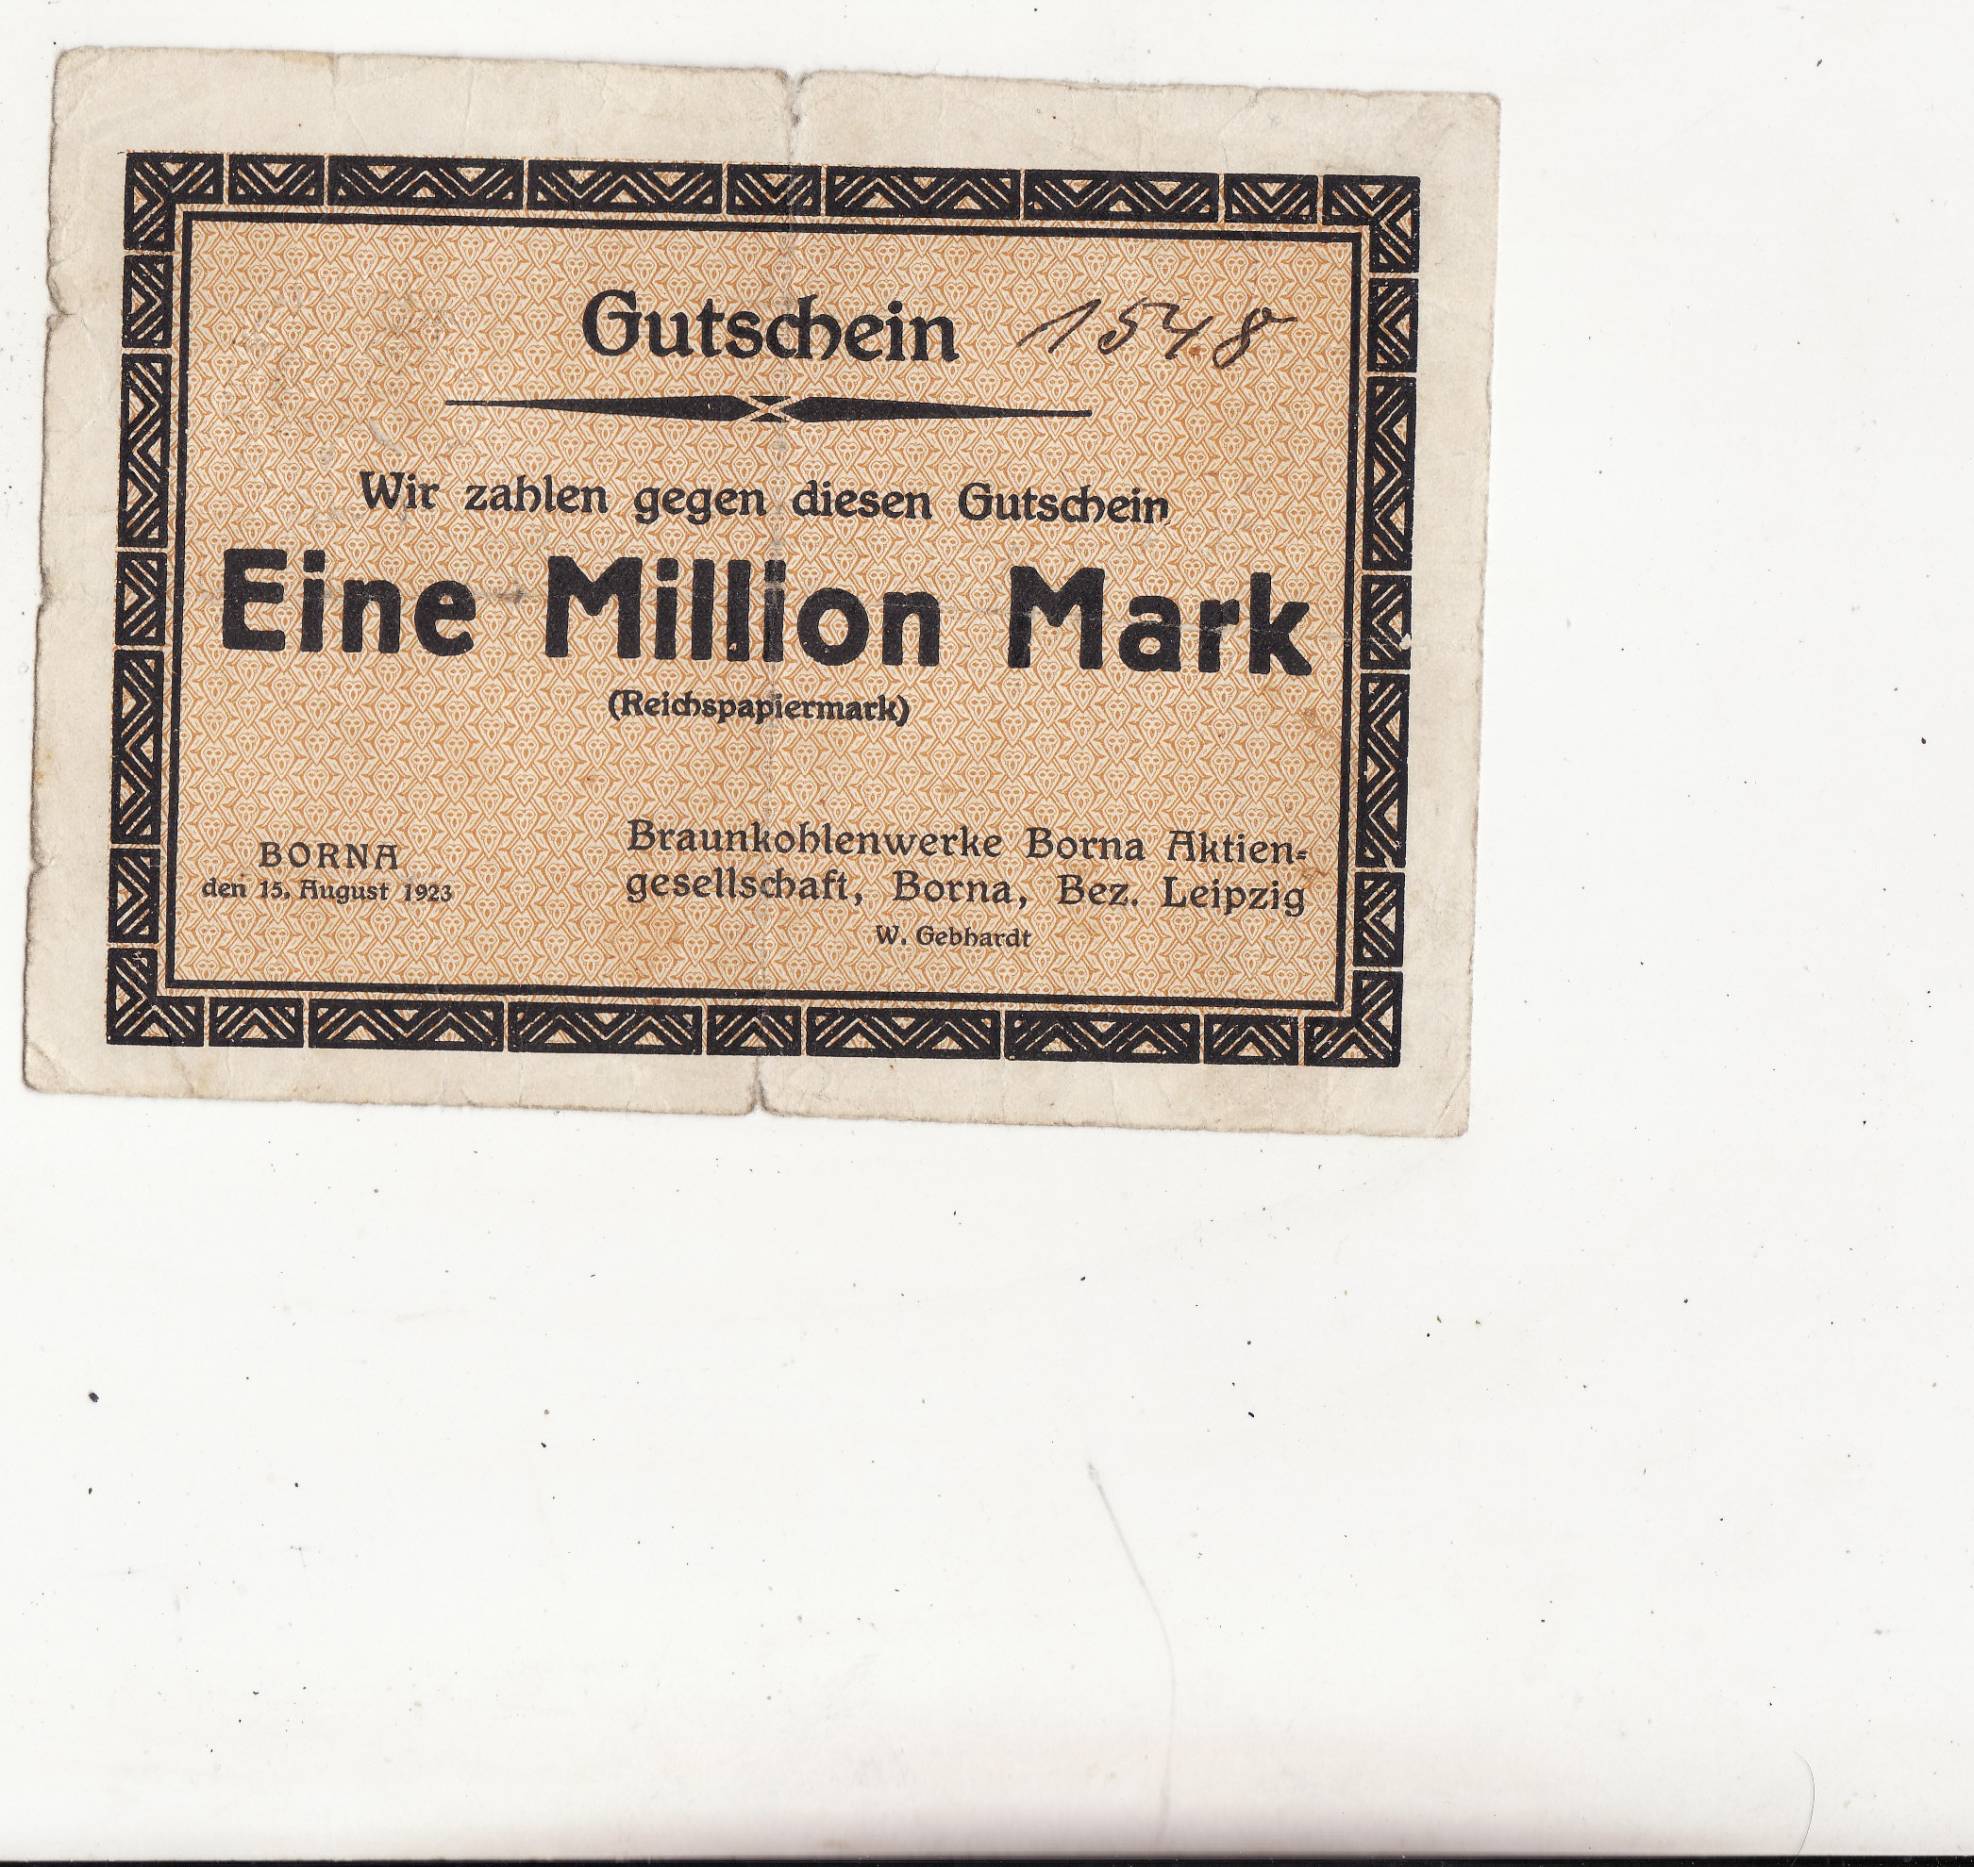 Gutschein 1548
Wir zahlen gegen diesen Gutschein
Eine Million Mark
(Reichspapiermark)
BORNA
den 15. August 1923
Braunkohlenwerke Borna Aktien-
gesellschaft, Borna, Bez. Leipzig
W. Gebhardt